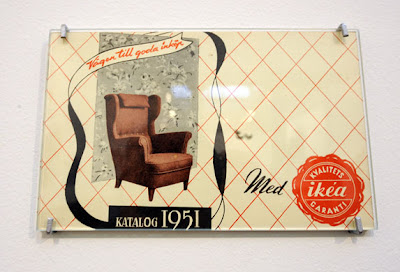 Vägen till goda inköp
KATALOG 1951
Med
KVALITETS
ikéa
GARANTI